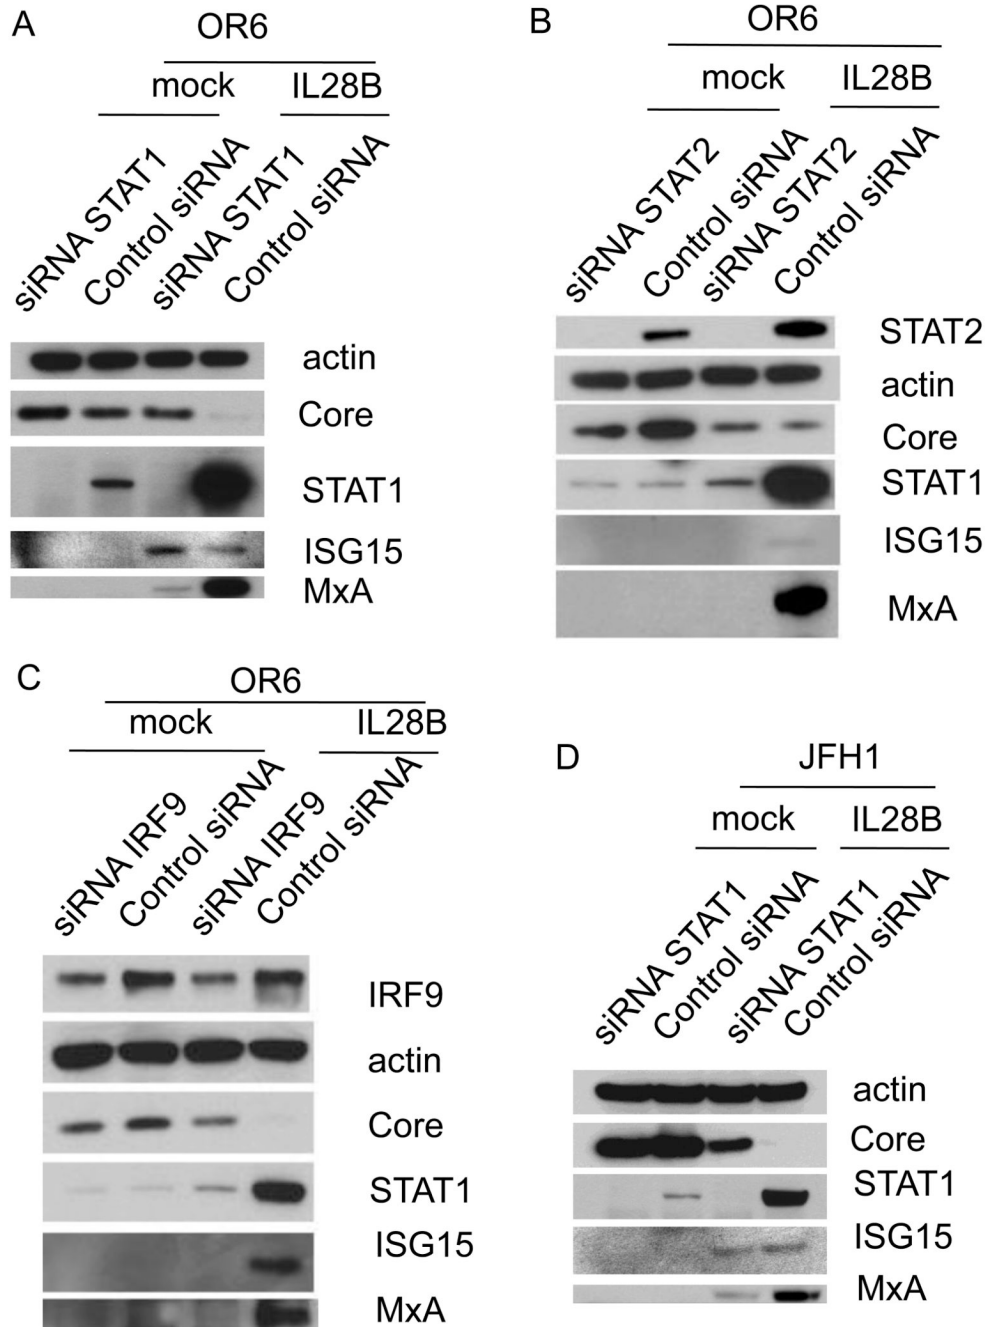 A
OR6
mock IL28B
siRNA STAT1
Control siRNA
siRNA STAT1
Control siRNA
actin
Core
STAT1
ISG15
MxA
B
OR6
mock IL28B
siRNA STAT2
Control siRNA
siRNA STAT2
Control siRNA
STAT2
actin
Core
STAT1
ISG15
MxA
C
OR6
mock IL28B
siRNA IRF9
Control siRNA
siRNA IRF9
Control siRNA
IRF9
actin
Core
STAT1
ISG15
MxA
D
JFH1
mock IL28B
siRNA STAT1
Control siRNA
siRNA STAT1
Control siRNA
actin
Core
STAT1
ISG15
MxA